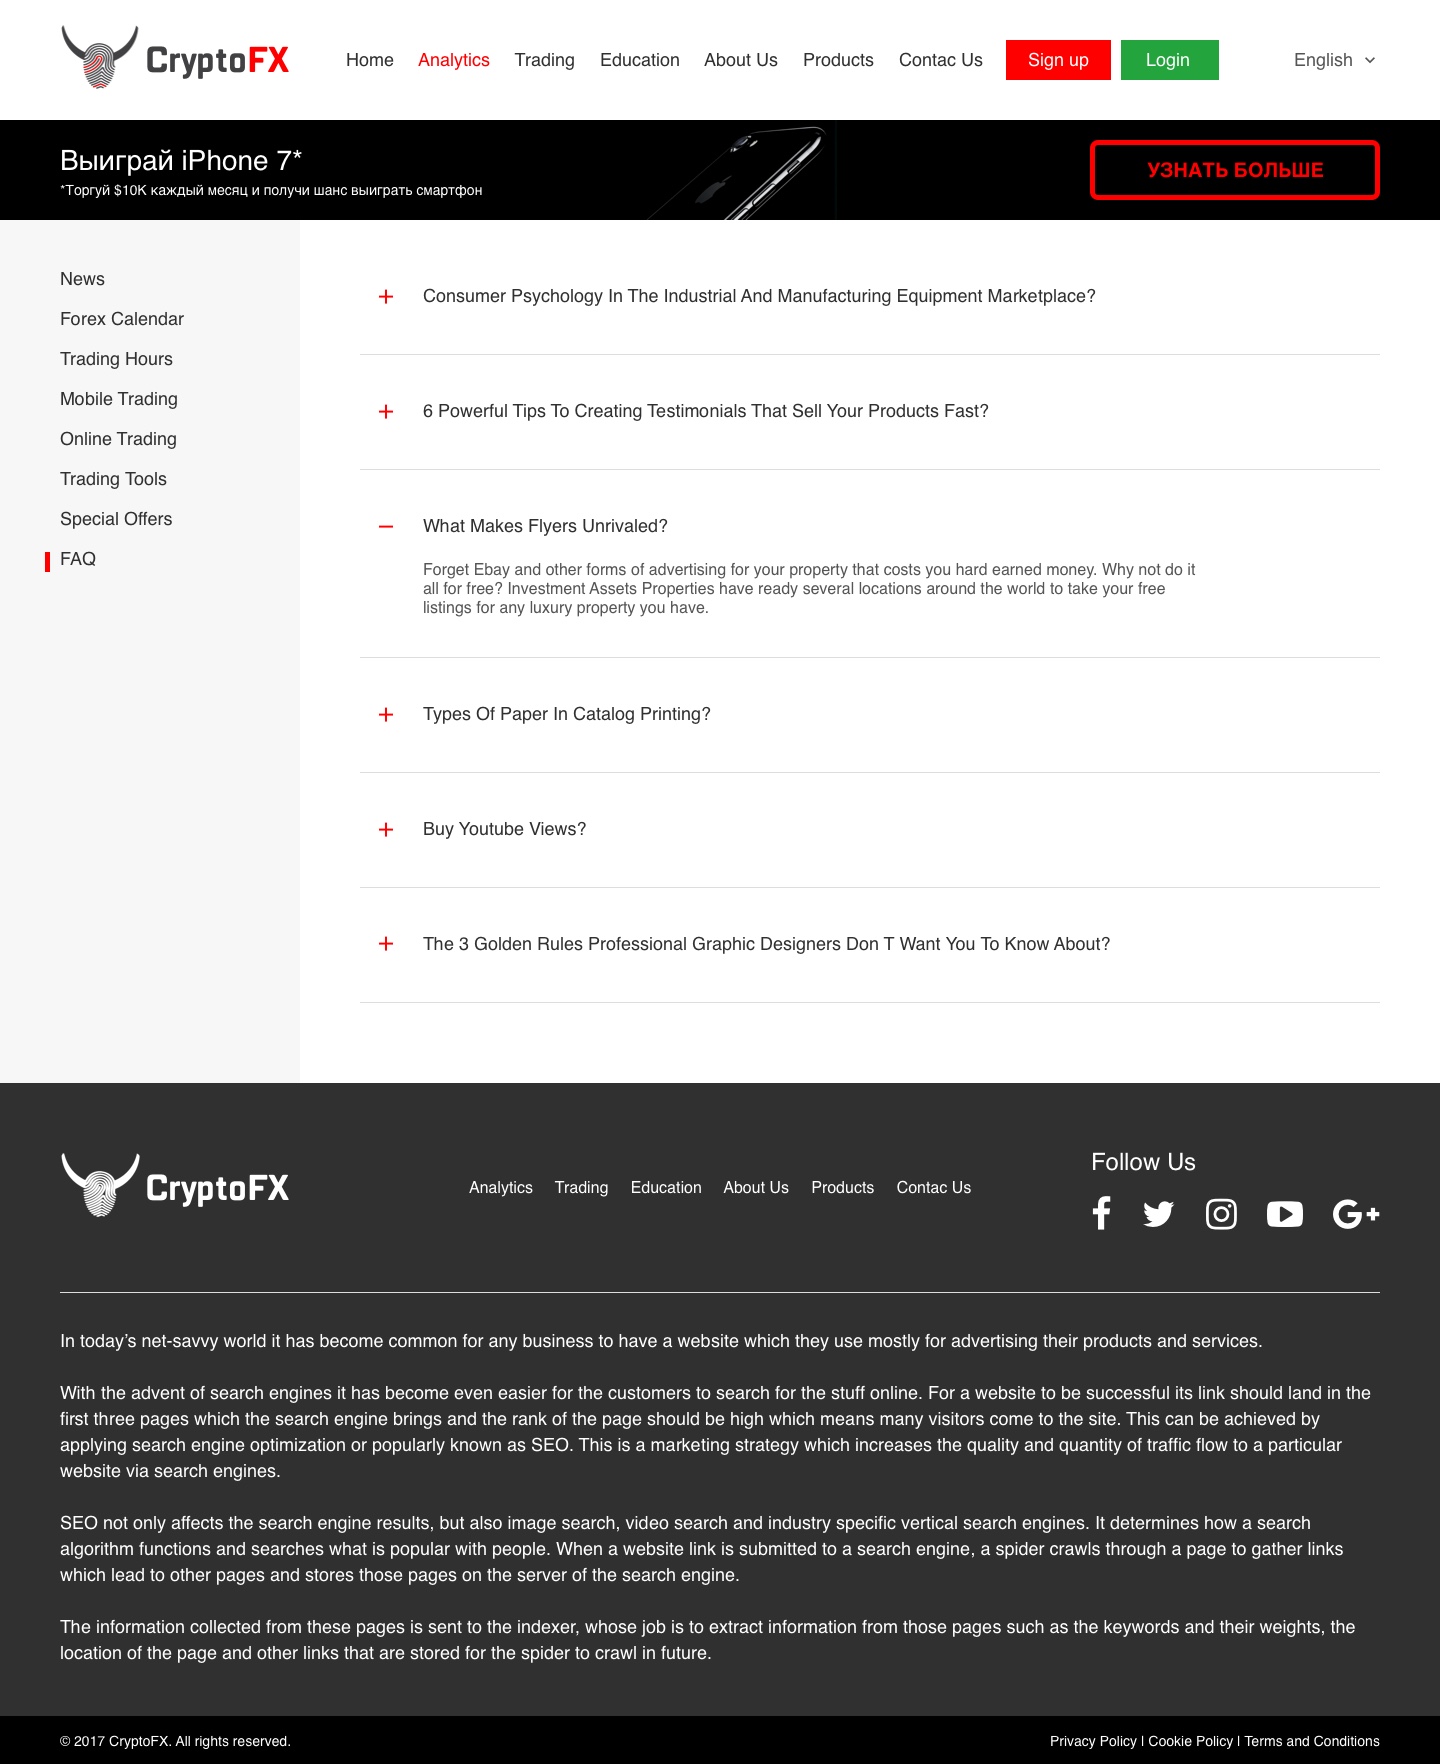 CryptoFX
Home Analytics Trading Education About Us Products Contac Us Sign up Login English
Выиграй iPhone 7*
*Торгуй $10K каждый месяц и получи шанс выиграть смартфон
УЗНАТЬ БОЛЬШЕ
News
Forex Calendar
Trading Hours
Mobile Trading
Online Trading
Trading Tools
Special Offers
FAQ
Consumer Psychology In The Industrial And Manufacturing Equipment Marketplace?
6 Powerful Tips To Creating Testimonials That Sell Your Products Fast?
What Makes Flyers Unrivaled?
Forget Ebay and other forms of advertising for your property that costs you hard earned money. Why not do it
all for free? Investment Assets Properties have ready several locations around the world to take your free
listings for any luxury property you have.
Types Of Paper In Catalog Printing?
Buy Youtube Views?
The 3 Golden Rules Professional Graphic Designers Don T Want You To Know About?
CryptoFX
Analytics Trading Education About Us Products Contac Us
Follow Us
In today’s net-savvy world it has become common for any business to have a website which they use mostly for advertising their products and services.
With the advent of search engines it has become even easier for the customers to search for the stuff online. For a website to be successful its link should land in the
first three pages which the search engine brings and the rank of the page should be high which means many visitors come to the site. This can be achieved by
applying search engine optimization or popularly known as SEO. This is a marketing strategy which increases the quality and quantity of traffic flow to a particular
website via search engines.
SEO not only affects the search engine results, but also image search, video search and industry specific vertical search engines. It determines how a search
algorithm functions and searches what is popular with people. When a website link is submitted to a search engine, a spider crawls through a page to gather links
which lead to other pages and stores those pages on the server of the search engine.
The information collected from these pages is sent to the indexer, whose job is to extract information from those pages such as the keywords and their weights, the
location of the page and other links that are stored for the spider to crawl in future.
© 2017 CryptoFX. All rights reserved.
Privacy Policy | Cookie Policy | Terms and Conditions